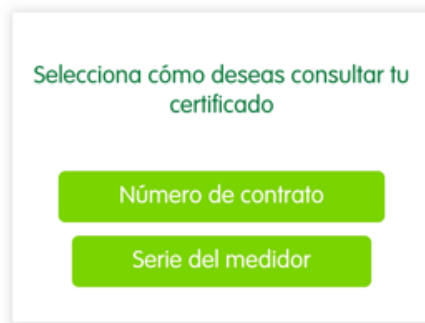 Selecciona cómo deseas consultar tu
certificado
Número de contrato
Serie del medidor